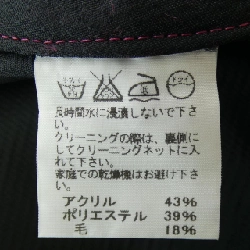 ドライ
長時間水に浸漬しないで下
さい。
クリーニングの際は、裏側に
してクリーニングネットに入
れて下さい。
家庭での乾燥機はお避け下
さい。
アクリル 43%
ポリエステル 39%
毛 18%